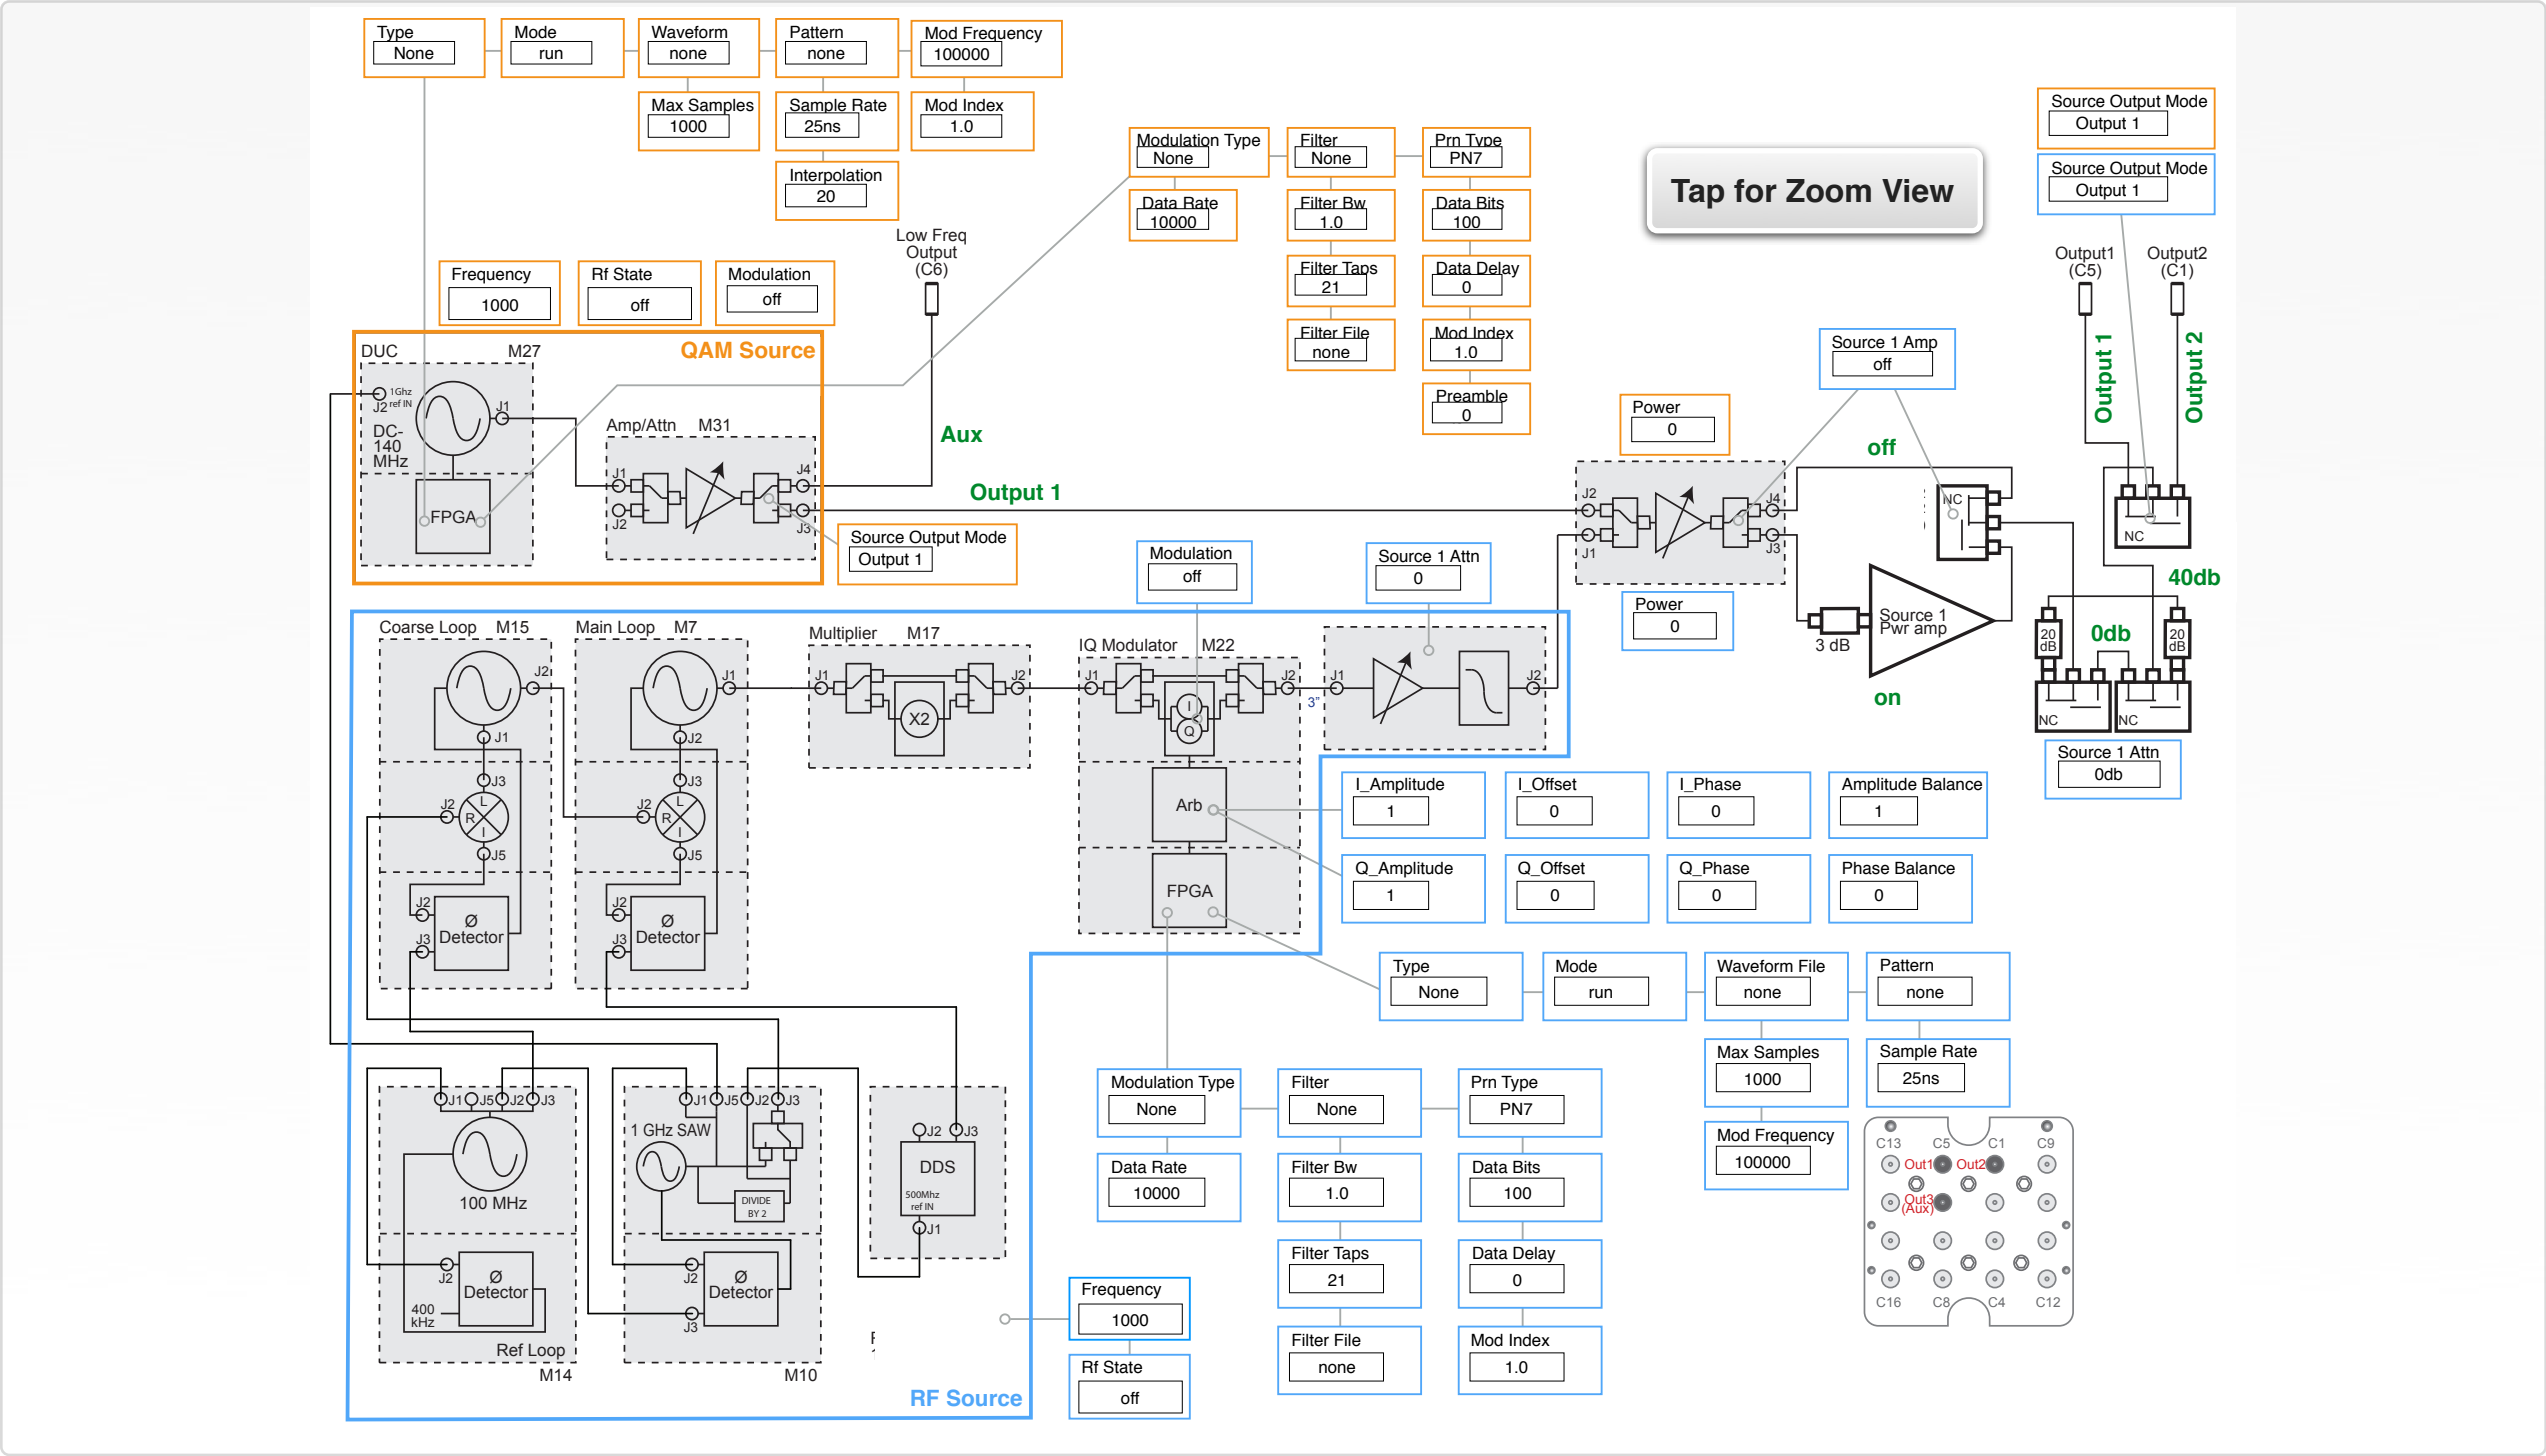 Type
None
Mode
run
Waveform
none
Pattern
none
Mod Frequency
100000
Max Samples
1000
Sample Rate
25ns
Mod Index
1.0
Interpolation
20
Modulation Type
None
Filter
None
Prn Type
PN7
Data Rate
10000
Filter Bw
1.0
Data Bits
100
Filter Taps
21
Data Delay
0
Filter File
none
Mod Index
1.0
Preamble
0
Tap for Zoom View
Source Output Mode
Output 1
Source Output Mode
Output 1
Output1
(C5)
Output2
(C1)
Output 1
Output 2
NC
40db
Low Freq
Output
(C6)
Frequency
1000
Rf State
off
Modulation
off
QAM Source
DUC
M27
1Ghz
ref IN
J2
J1
DC-
140
MHz
FPGA
Amp/Attn
M31
J1
J2
J4
J3
Aux
Output 1
Source Output Mode
Output 1
Source 1 Amp
off
Power
0
off
J2
J1
J4
J3
NC
Power
0
3 dB
Source 1
Pwr amp
on
20
dB
0db
20
dB
NC
NC
Source 1 Attn
0db
Modulation
off
Source 1 Attn
0
Coarse Loop
M15
J2
J1
J3
J2
L
R
I
J5
J2
J3
Ø
Detector
Main Loop
M7
J1
J2
J3
J2
L
R
I
J5
J2
J3
Ø
Detector
Multiplier
M17
J1
X2
J2
IQ Modulator
M22
J1
I
Q
J2
3"
J1
J2
Arb
FPGA
I_Amplitude
1
I_Offset
0
I_Phase
0
Amplitude Balance
1
Q_Amplitude
1
Q_Offset
0
Q_Phase
0
Phase Balance
0
Type
None
Mode
run
Waveform File
none
Pattern
none
Max Samples
1000
Sample Rate
25ns
Mod Frequency
100000
Modulation Type
None
Filter
None
Prn Type
PN7
Data Rate
10000
Filter Bw
1.0
Data Bits
100
Filter Taps
21
Data Delay
0
Filter File
none
Mod Index
1.0
Frequency
1000
Rf State
off
J1
J5
J2
J3
100 MHz
J2
Ø
Detector
400
kHz
Ref Loop
M14
J1
J5
J2
J3
1 GHz SAW
DIVIDE
BY 2
J2
J3
Ø
Detector
M10
J2
J3
DDS
500Mhz
ref IN
J1
RF Source
C13
C5
C1
C9
Out1
Out2
Out3
(Aux)
C16
C8
C4
C12